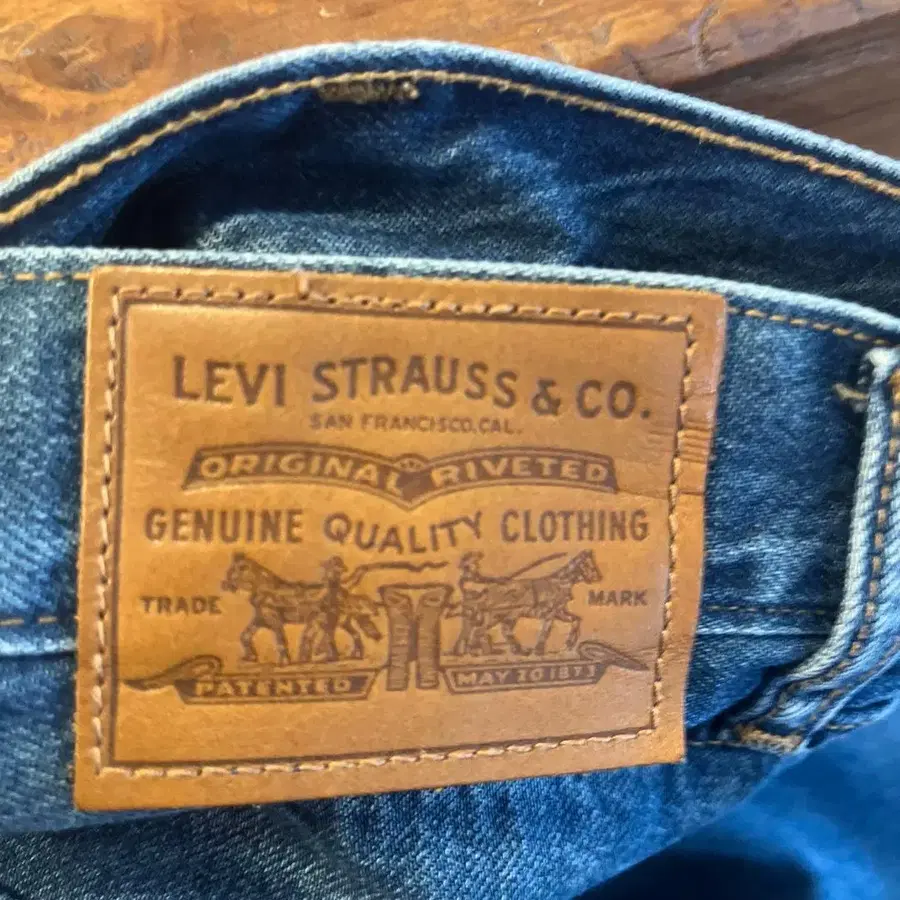 LEVI STRAUSS & CO.
SAN FRANCISCO, CAL.
ORIGINAL RIVETED
GENUINE QUALITY CLOTHING
TRADE MARK
PATENTED MAY 20 1873